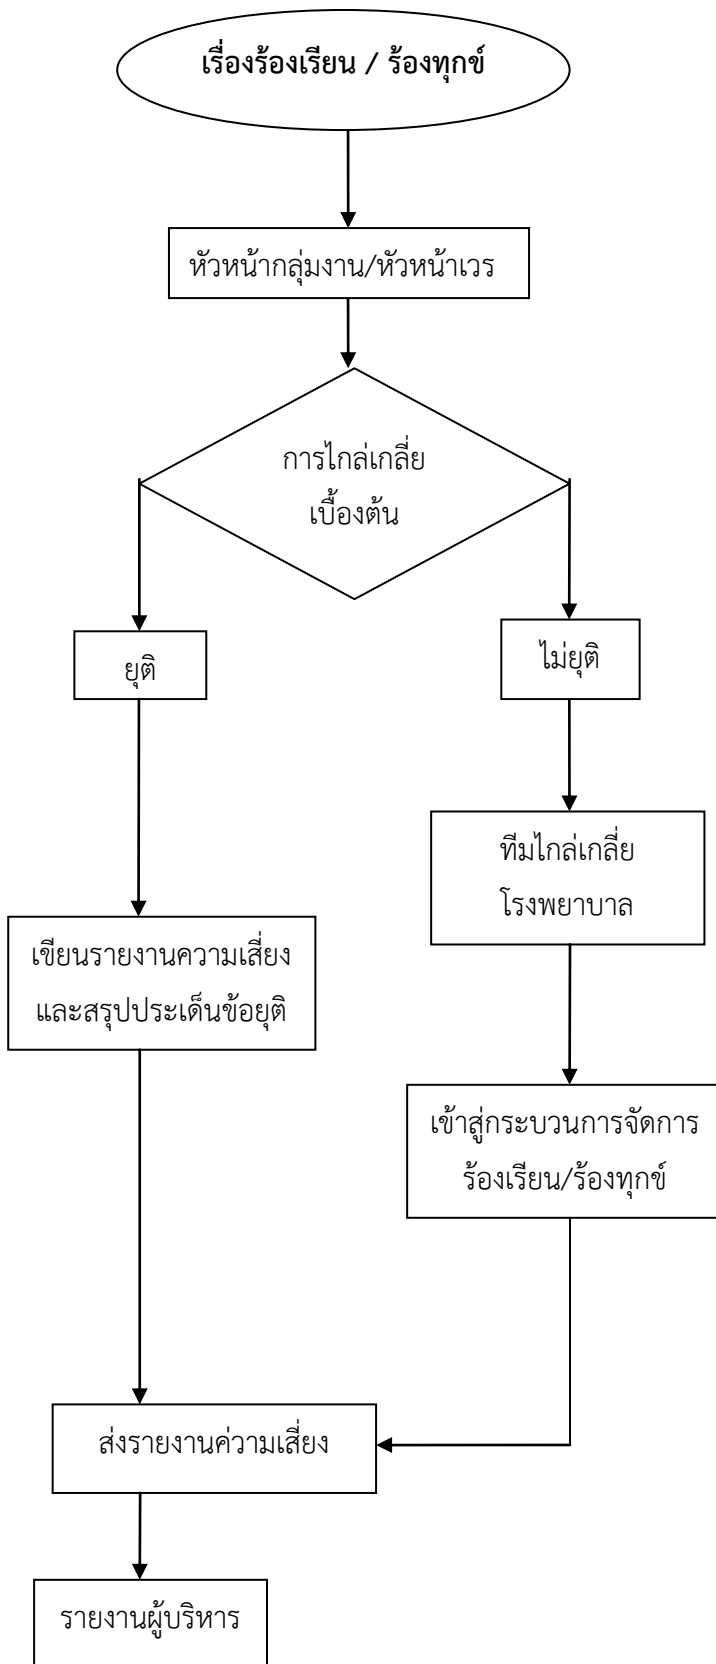 เรื่องร้องเรียน / ร้องทุกข์
หัวหน้ากลุ่มงาน/หัวหน้าเวร
การไกล่เกลี่ย
เบื้องต้น
ยุติ
ไม่ยุติ
ทีมไกล่เกลี่ย
โรงพยาบาล
เขียนรายงานความเสี่ยง
และสรุปประเด็นข้อยุติ
เข้าสู่กระบวนการจัดการ
ร้องเรียน/ร้องทุกข์
ส่งรายงานค่วามเสี่ยง
รายงานผู้บริหาร